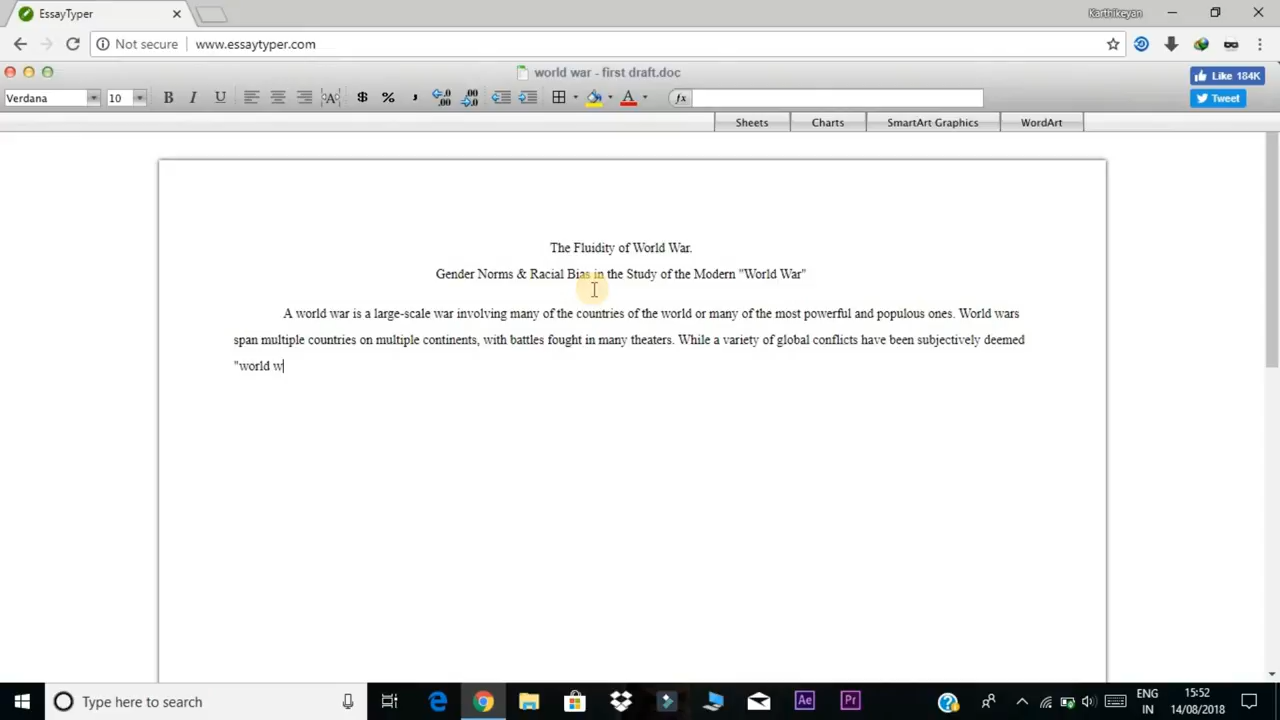 EssayTyper
Karthikeyan
Not secure www.essaytyper.com
world war - first draft.doc
Like 184K
Verdana 10 B I U A $ % , .00 .00 A fx
Tweet
Sheets Charts SmartArt Graphics WordArt
The Fluidity of World War.
Gender Norms & Racial Bias in the Study of the Modern "World War"
A world war is a large-scale war involving many of the countries of the world or many of the most powerful and populous ones. World wars
span multiple countries on multiple continents, with battles fought in many theaters. While a variety of global conflicts have been subjectively deemed
"world w
Type here to search
Ae
Pr
ENG
IN
15:52
14/08/2018